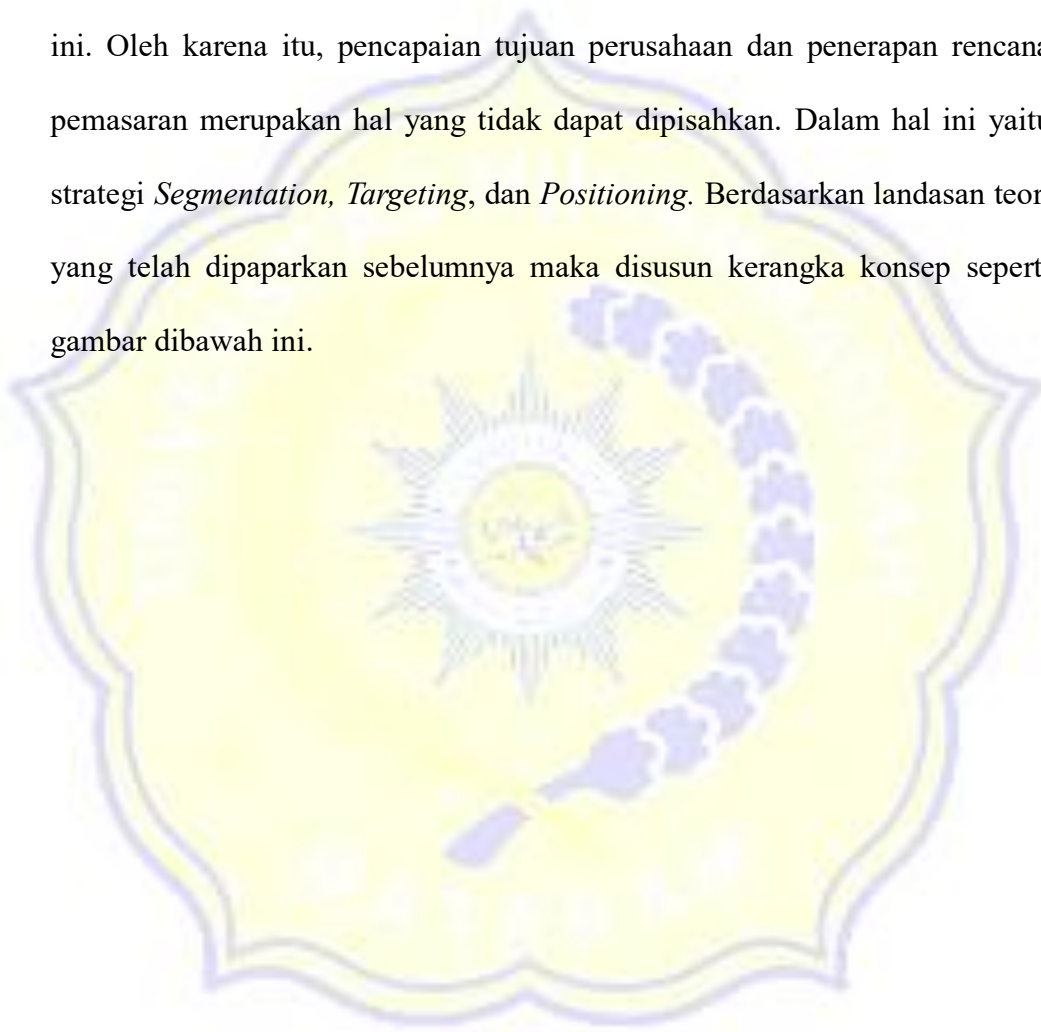 ini. Oleh karena itu, pencapaian tujuan perusahaan dan penerapan rencana
pemasaran merupakan hal yang tidak dapat dipisahkan. Dalam hal ini yaitu
strategi Segmentation, Targeting, dan Positioning. Berdasarkan landasan teor
yang telah dipaparkan sebelumnya maka disusun kerangka konsep sepert
gambar dibawah ini.